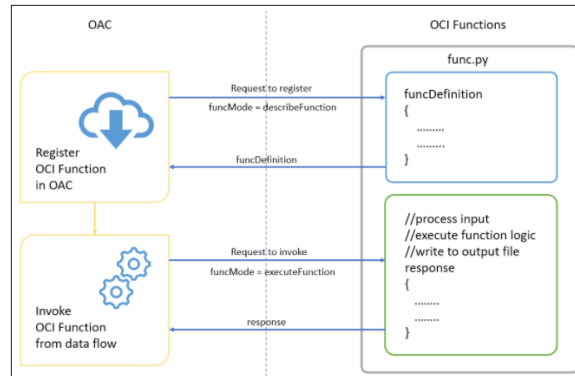 OAC
OCI Functions
func.py
Request to register
funcMode = describeFunction
funcDefinition
{
.........
.........
}
Register
OCI Function
in OAC
funcDefinition
//process input
//execute function logic
//write to output file
response
{
........
........
}
Request to invoke
funcMode = executeFunction
Invoke
OCI Function
from data flow
response